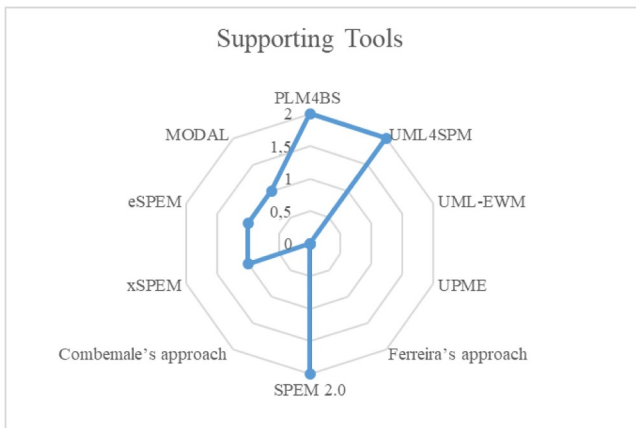 Supporting Tools
PLM4BS
2
MODAL
UML4SPM
1,5
1
eSPEM
UML-EWM
0,5
0
xSPEM
UPME
Combemale's approach
Ferreira's approach
SPEM 2.0